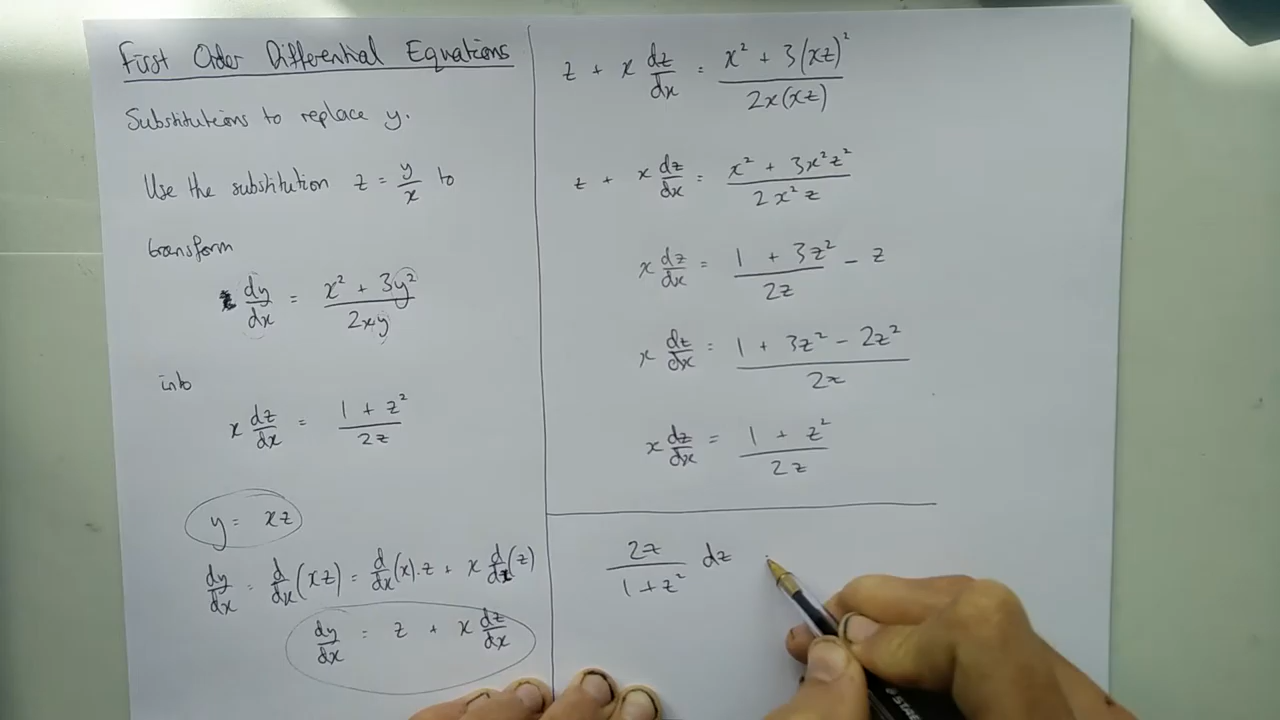 First Order Differential Equations
Substitutions to replace y.
Use the substitution z = y/x to
transform
dy/dx = (x² + 3y²)/(2xy)
into
x dz/dx = (1 + z²)/(2z)
y = xz
dy/dx = d/dx(xz) = d/dx(x).z + x d/dx(z)
dy/dx = z + x dz/dx
z + x dz/dx = (x² + 3(xz)²)/(2x(xz))
z + x dz/dx = (x² + 3x²z²)/(2x²z)
x dz/dx = (1 + 3z²)/(2z) - z
x dz/dx = (1 + 3z² - 2z²)/(2z)
x dz/dx = (1 + z²)/(2z)
2z/(1+z²) dz